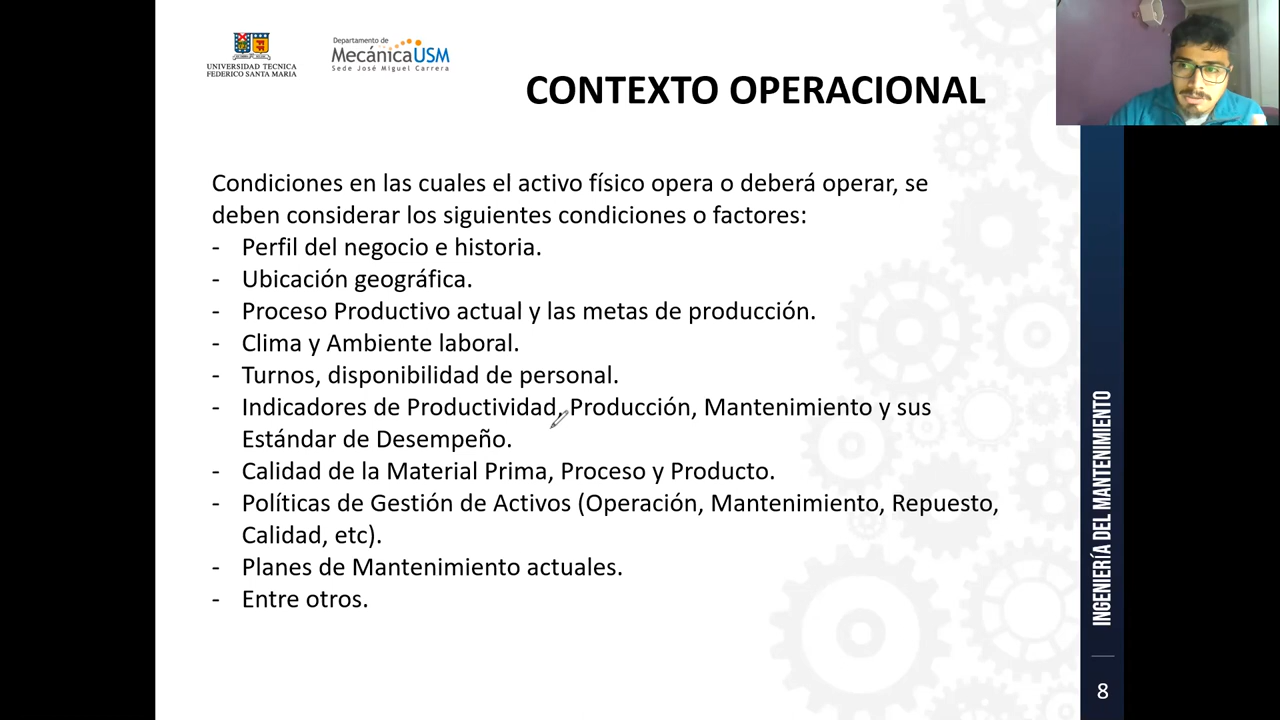 UNIVERSIDAD TECNICA
FEDERICO SANTA MARIA
Departamento de
MecánicaUSM
Sede José Miguel Carrera
CONTEXTO OPERACIONAL
Condiciones en las cuales el activo físico opera o deberá operar, se
deben considerar los siguientes condiciones o factores:
- Perfil del negocio e historia.
- Ubicación geográfica.
- Proceso Productivo actual y las metas de producción.
- Clima y Ambiente laboral.
- Turnos, disponibilidad de personal.
- Indicadores de Productividad, Producción, Mantenimiento y sus
Estándar de Desempeño.
- Calidad de la Material Prima, Proceso y Producto.
- Políticas de Gestión de Activos (Operación, Mantenimiento, Repuesto,
Calidad, etc).
- Planes de Mantenimiento actuales.
- Entre otros.
INGENIERÍA DEL MANTENIMIENTO
8